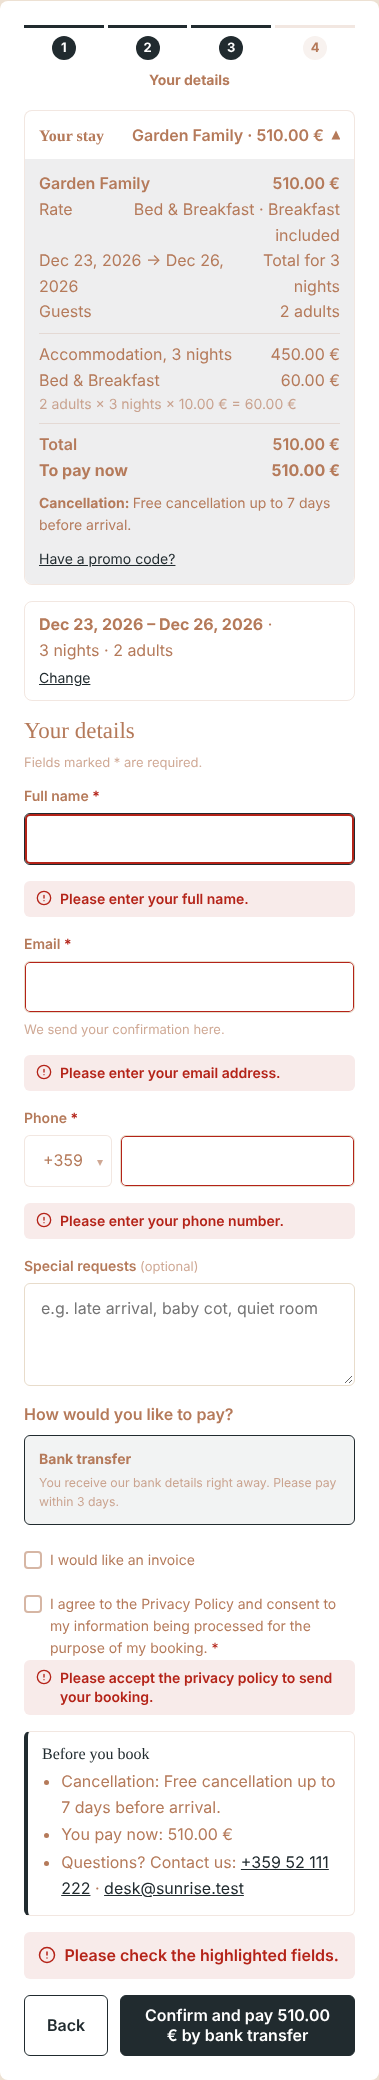 1 2 3 4
Your details
Your stay Garden Family · 510.00 € ▲
Garden Family 510.00 €
Rate Bed & Breakfast · Breakfast
included
Dec 23, 2026 → Dec 26, Total for 3
2026 nights
Guests 2 adults
Accommodation, 3 nights 450.00 €
Bed & Breakfast 60.00 €
2 adults × 3 nights × 10.00 € = 60.00 €
Total 510.00 €
To pay now 510.00 €
Cancellation: Free cancellation up to 7 days
before arrival.
Have a promo code?
Dec 23, 2026 – Dec 26, 2026 ·
3 nights · 2 adults
Change
Your details
Fields marked * are required.
Full name *
Please enter your full name.
Email *
We send your confirmation here.
Please enter your email address.
Phone *
+359 ▾
Please enter your phone number.
Special requests (optional)
e.g. late arrival, baby cot, quiet room
How would you like to pay?
Bank transfer
You receive our bank details right away. Please pay
within 3 days.
I would like an invoice
I agree to the Privacy Policy and consent to
my information being processed for the
purpose of my booking. *
Please accept the privacy policy to send
your booking.
Before you book
• Cancellation: Free cancellation up to
7 days before arrival.
• You pay now: 510.00 €
• Questions? Contact us: +359 52 111
222 · desk@sunrise.test
Please check the highlighted fields.
Back
Confirm and pay 510.00
€ by bank transfer